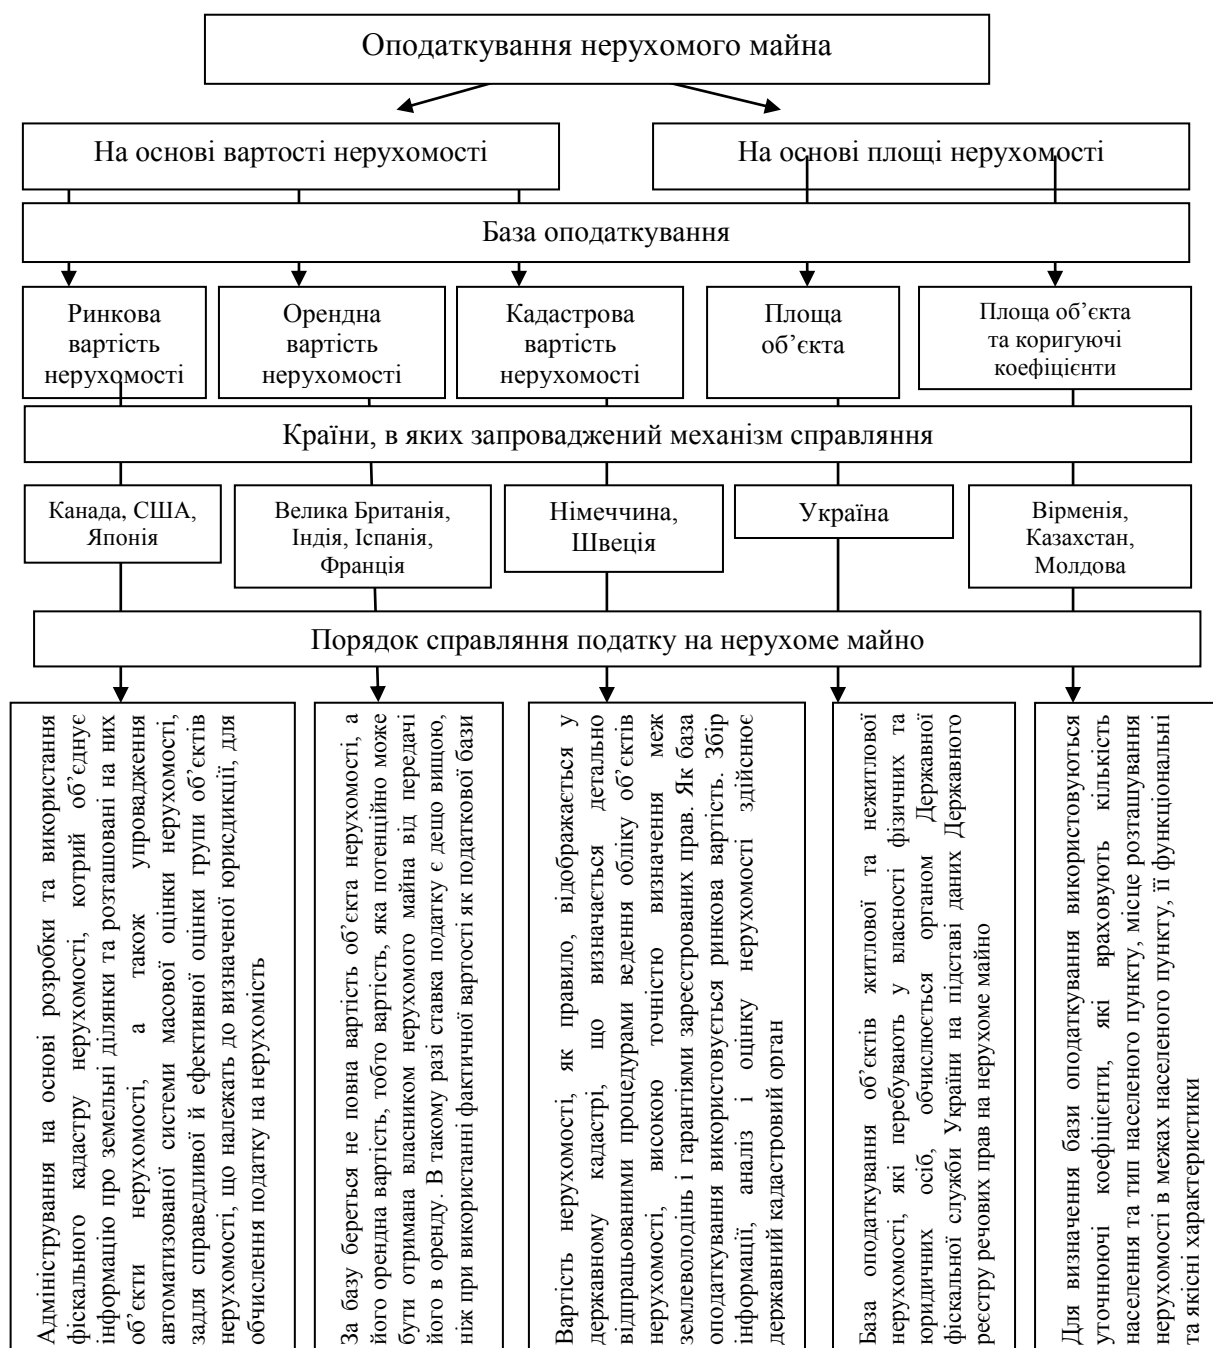 Оподаткування нерухомого майна
На основі вартості нерухомості
На основі площі нерухомості
База оподаткування
Ринкова
вартість
нерухомості
Орендна
вартість
нерухомості
Кадастрова
вартість
нерухомості
Площа
об’єкта
Площа об’єкта
та коригуючі
коефіцієнти
Країни, в яких запроваджений механізм справляння
Канада, США,
Японія
Велика Британія,
Індія, Іспанія,
Франція
Німеччина,
Швеція
Україна
Вірменія,
Казахстан,
Молдова
Порядок справляння податку на нерухоме майно
Адміністрування на основі розробки та використання
фіскального кадастру нерухомості, котрий об’єднує
інформацію про земельні ділянки та розташовані на них
об’єкти нерухомості, а також упровадження
автоматизованої системи масової оцінки нерухомості,
задля справедливої й ефективної оцінки групи об’єктів
нерухомості, що належать до визначеної юрисдикції, для
обчислення податку на нерухомість
За базу береться не повна вартість об’єкта нерухомості, а
його орендна вартість, тобто вартість, яка потенційно може
бути отримана власником нерухомого майна від передачі
його в оренду. В такому разі ставка податку є дещо вищою,
ніж при використанні фактичної вартості як податкової бази
Вартість нерухомості, як правило, відображається у
державному кадастрі, що визначається детально
відпрацьованими процедурами ведення обліку об’єктів
нерухомості, високою точністю визначення меж
землеволодінь і гарантіями зареєстрованих прав. Як база
оподаткування використовується ринкова вартість. Збір
інформації, аналіз і оцінку нерухомості здійснює
державний кадастровий орган
База оподаткування об’єктів житлової та нежитлової
нерухомості, які перебувають у власності фізичних та
юридичних осіб, обчислюється органом Державної
фіскальної служби України на підставі даних Державного
реєстру речових прав на нерухоме майно
Для визначення бази оподаткування використовуються
уточнюючі коефіцієнти, які враховують кількість
населення та тип населеного пункту, місце розташування
нерухомості в межах населеного пункту, її функціональні
та якісні характеристики